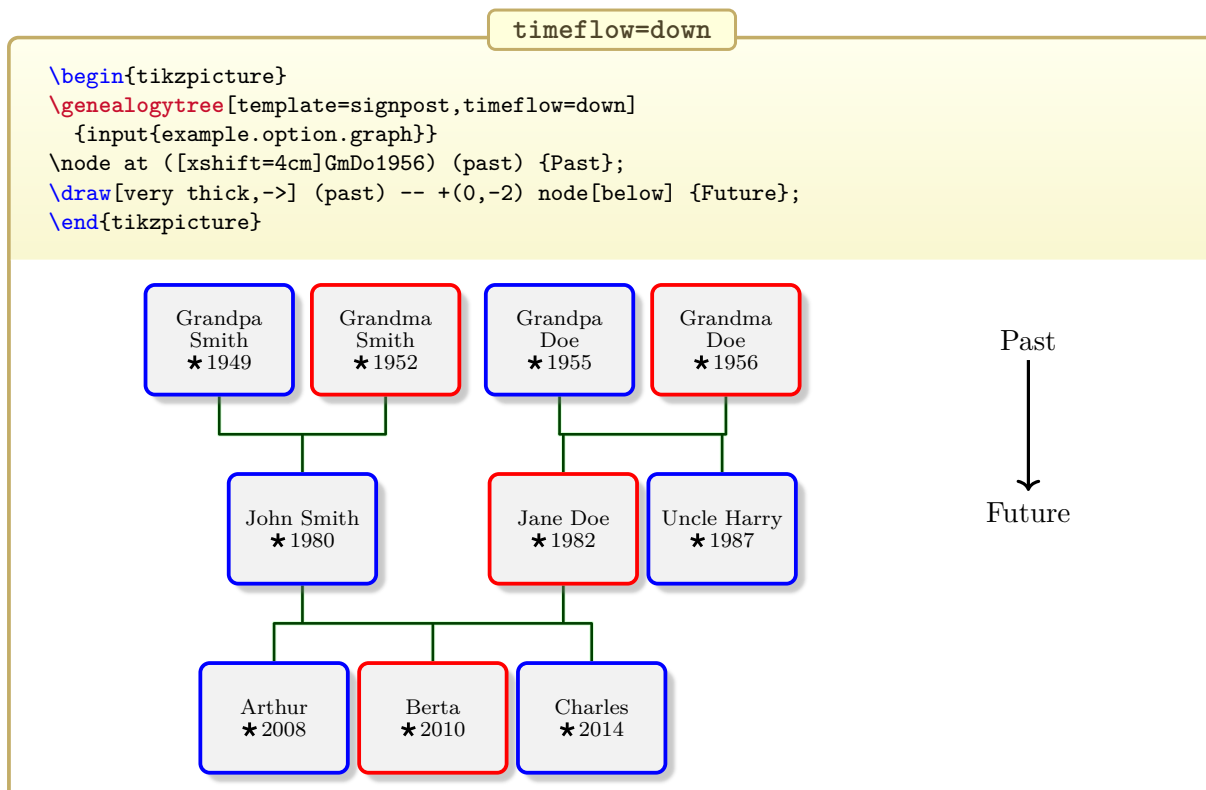 timeflow=down
\begin{tikzpicture}
\genealogytree[template=signpost,timeflow=down]
  {input{example.option.graph}}
\node at ([xshift=4cm]GmDo1956) (past) {Past};
\draw[very thick,->] (past) -- +(0,-2) node[below] {Future};
\end{tikzpicture}
Grandpa
Smith
★1949
Grandma
Smith
★1952
Grandpa
Doe
★1955
Grandma
Doe
★1956
Past
John Smith
★1980
Jane Doe
★1982
Uncle Harry
★1987
Future
Arthur
★2008
Berta
★2010
Charles
★2014